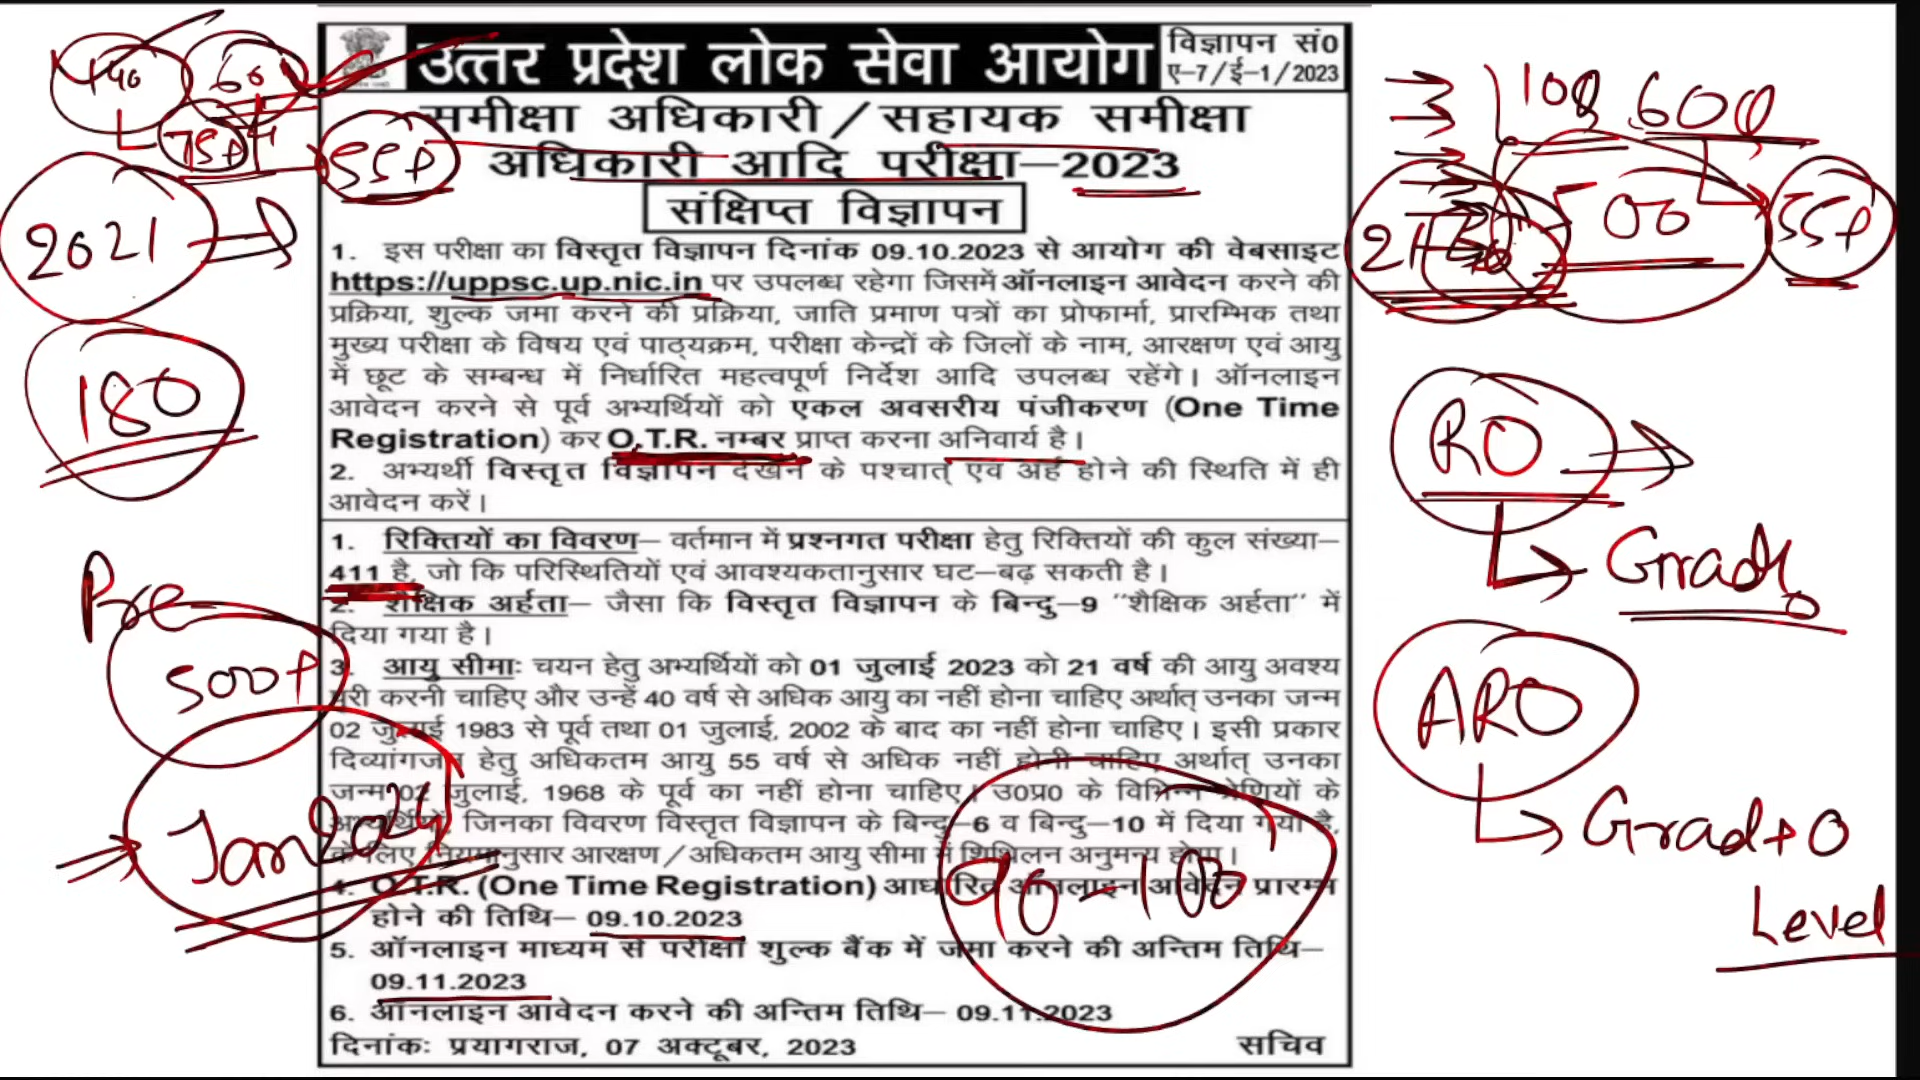 उत्तर प्रदेश लोक सेवा आयोग
विज्ञापन सं0
ए-7/ई-1/2023
समीक्षा अधिकारी/सहायक समीक्षा
अधिकारी आदि परीक्षा-2023
संक्षिप्त विज्ञापन
1. इस परीक्षा का विस्तृत विज्ञापन दिनांक 09.10.2023 से आयोग की वेबसाइट
https://uppsc.up.nic.in पर उपलब्ध रहेगा जिसमें ऑनलाइन आवेदन करने की
प्रक्रिया, शुल्क जमा करने की प्रक्रिया, जाति प्रमाण पत्रों का प्रोफार्मा, प्रारम्भिक तथा
मुख्य परीक्षा के विषय एवं पाठ्यक्रम, परीक्षा केन्द्रों के जिलों के नाम, आरक्षण एवं आयु
में छूट के सम्बन्ध में निर्धारित महत्वपूर्ण निर्देश आदि उपलब्ध रहेंगे। ऑनलाइन
आवेदन करने से पूर्व अभ्यर्थियों को एकल अवसरीय पंजीकरण (One Time
Registration) कर O.T.R. नम्बर प्राप्त करना अनिवार्य है।
2. अभ्यर्थी विस्तृत विज्ञापन देखने के पश्चात् एवं अर्ह होने की स्थिति में ही
आवेदन करें।
1. रिक्तियों का विवरण– वर्तमान में प्रश्नगत परीक्षा हेतु रिक्तियों की कुल संख्या–
411 है, जो कि परिस्थितियों एवं आवश्यकतानुसार घट–बढ़ सकती है।
2. शैक्षिक अर्हता– जैसा कि विस्तृत विज्ञापन के बिन्दु–9 "शैक्षिक अर्हता" में
दिया गया है।
3. आयु सीमाः चयन हेतु अभ्यर्थियों को 01 जुलाई 2023 को 21 वर्ष की आयु अवश्य
पूरी करनी चाहिए और उन्हें 40 वर्ष से अधिक आयु का नहीं होना चाहिए अर्थात् उनका जन्म
02 जुलाई 1983 से पूर्व तथा 01 जुलाई, 2002 के बाद का नहीं होना चाहिए। इसी प्रकार
दिव्यांगजन हेतु अधिकतम आयु 55 वर्ष से अधिक नहीं होनी चाहिए अर्थात् उनका
जन्म 02 जुलाई, 1968 के पूर्व का नहीं होना चाहिए। उ0प्र0 के विभिन्न श्रेणियों के
अभ्यर्थियों, जिनका विवरण विस्तृत विज्ञापन के बिन्दु–6 व बिन्दु–10 में दिया गया है,
के लिए नियमानुसार आरक्षण/अधिकतम आयु सीमा में शिथिलन अनुमन्य होगा।
4. O.T.R. (One Time Registration) आधारित ऑनलाइन आवेदन प्रारम्भ
होने की तिथि– 09.10.2023
5. ऑनलाइन माध्यम से परीक्षा शुल्क बैंक में जमा करने की अन्तिम तिथि–
09.11.2023
6. ऑनलाइन आवेदन करने की अन्तिम तिथि– 09.11.2023
दिनांकः प्रयागराज, 07 अक्टूबर, 2023
सचिव
60
55P
2021
180
Pre
500P
Jan 2024
90-100
600
55P
RO
ARO
Grad + O
Level